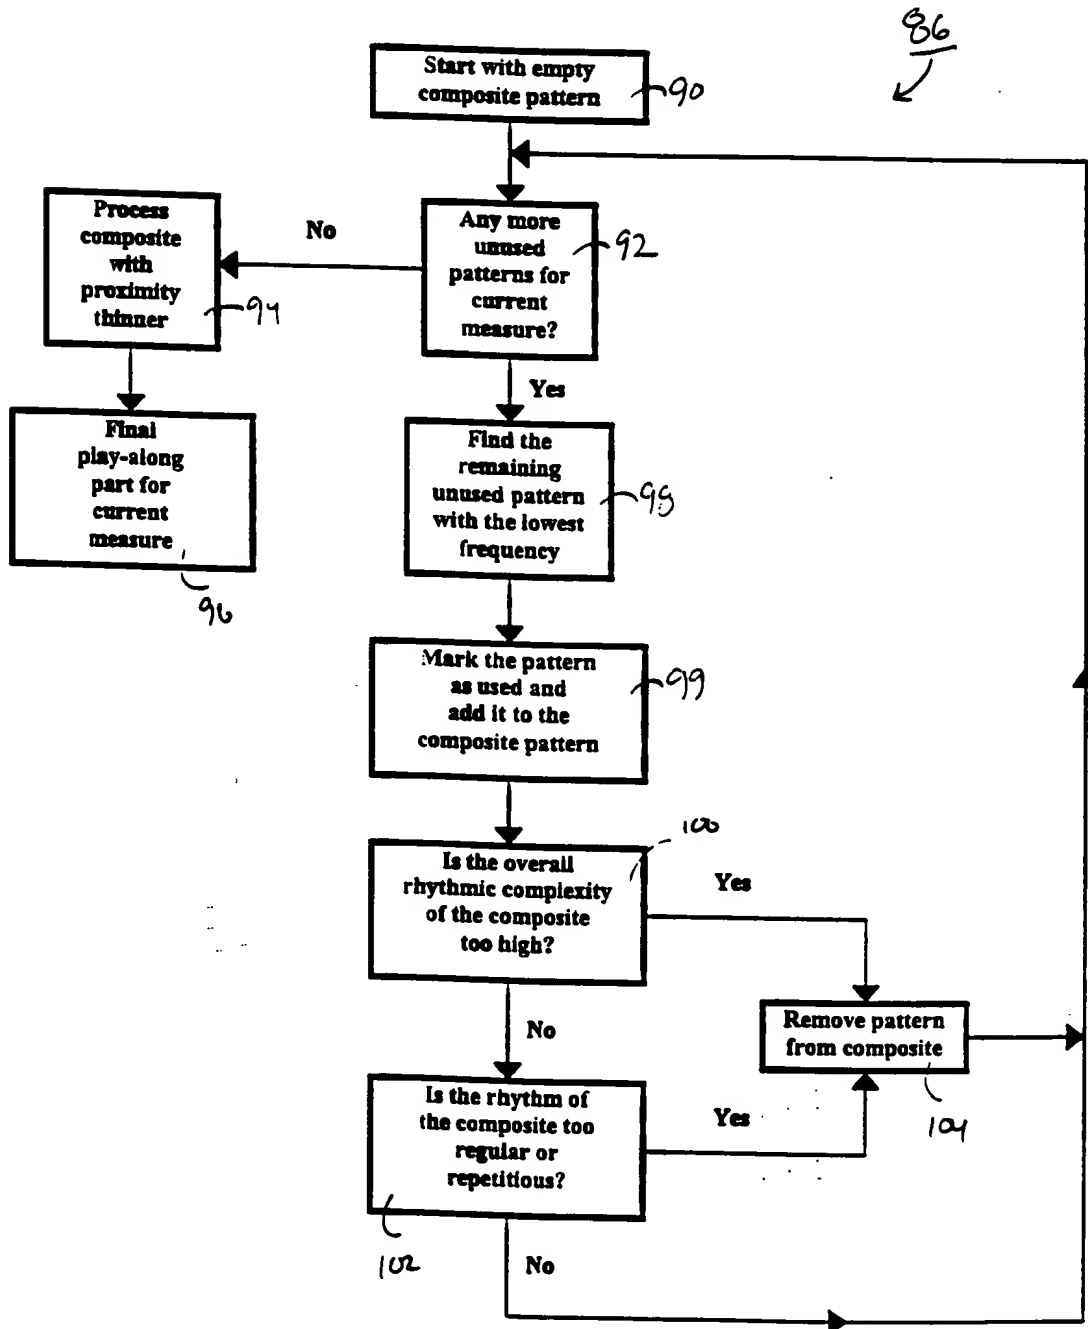 86
Start with empty
composite pattern
90
Process
composite
with
proximity
thinner
94
No
Any more
unused
patterns for
current
measure?
92
Yes
Final
play-along
part for
current
measure
96
Find the
remaining
unused pattern
with the lowest
frequency
98
Mark the pattern
as used and
add it to the
composite pattern
99
Is the overall
rhythmic complexity
of the composite
too high?
100
Yes
No
Remove pattern
from composite
104
Is the rhythm of
the composite too
regular or
repetitious?
102
Yes
No